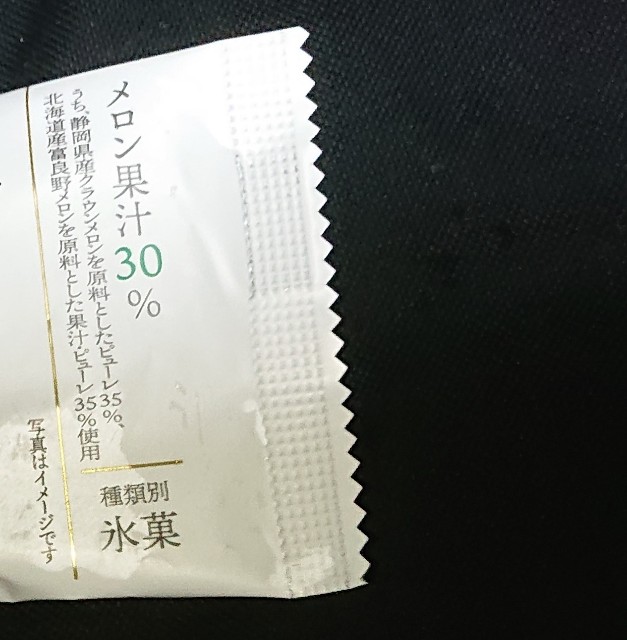 メロン果汁30%
うち、静岡県産クラウンメロンを原料としたピューレ35%、
北海道産富良野メロンを原料とした果汁・ピューレ35%使用
種類別
氷菓
写真はイメージです